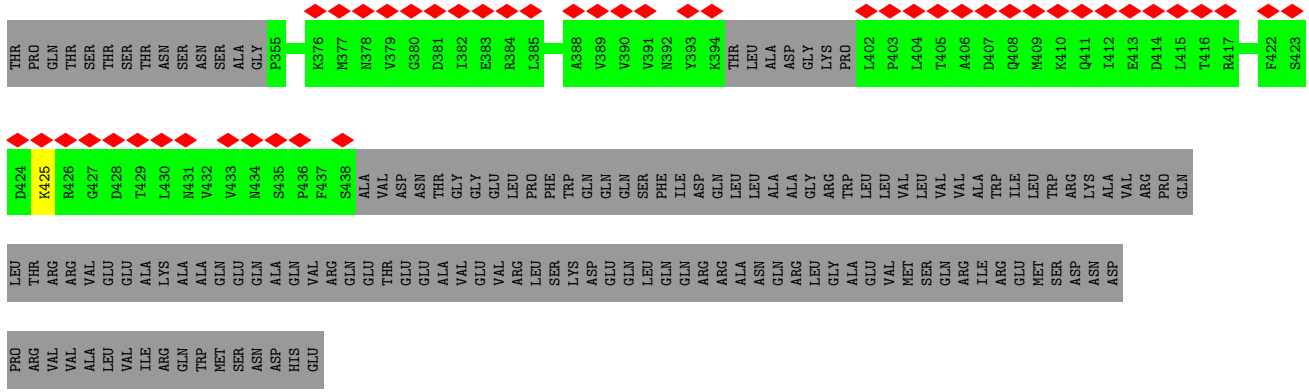 THR PRO GLN THR SER THR SER THR ASN SER ASN SER ALA GLY P355 K376 M377 N378 V379 G380 D381 I382 E383 R384 L385 A388 V389 V390 V391 N392 Y393 K394 THR LEU ALA ASP GLY LYS PRO L402 P403 L404 T405 A406 D407 Q408 M409 K410 Q411 I412 E413 D414 L415 T416 R417 F422 S423
D424 K425 R426 G427 D428 T429 L430 N431 V432 V433 N434 S435 P436 F437 S438 ALA VAL ASP ASN THR GLY GLY GLU LEU PRO PHE TRP GLN GLN GLN SER PHE ILE ASP GLN LEU LEU ALA ALA GLY ARG TRP LEU LEU VAL LEU VAL VAL ALA TRP ILE LEU TRP ARG LYS ALA VAL ARG PRO GLN
LEU THR ARG ARG VAL GLU GLU ALA LYS ALA ALA GLN GLU GLN ALA GLN VAL ARG GLN GLU THR GLU GLU ALA VAL GLU VAL ARG LEU SER LYS ASP GLU GLN LEU GLN GLN ARG ARG ALA ASN GLN ARG LEU GLY ALA GLU VAL MET SER GLN ARG ILE ARG GLU MET SER ASP ASN ASP
PRO ARG VAL VAL ALA LEU VAL ILE ARG GLN TRP MET SER ASN ASP HIS GLU